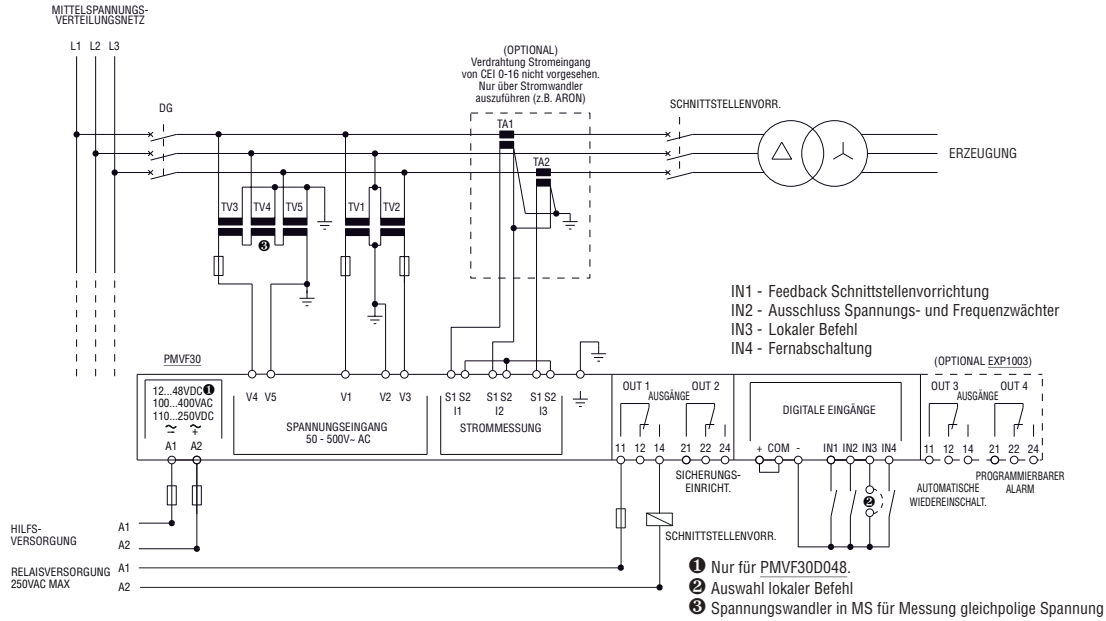 MITTELSPANNUNGS-
VERTEILUNGSNETZ
L1 L2 L3
DG
(OPTIONAL)
Verdrahtung Stromeingang
von CEI 0-16 nicht vorgesehen.
Nur über Stromwandler
auszuführen (z.B. ARON)
TA1
TA2
SCHNITTSTELLENVORR.
ERZEUGUNG
TV3 TV4 TV5 TV1 TV2
❸
IN1 - Feedback Schnittstellenvorrichtung
IN2 - Ausschluss Spannungs- und Frequenzwächter
IN3 - Lokaler Befehl
IN4 - Fernabschaltung
PMVF30
12...48VDC❶
100...400VAC
110...250VDC
~ ~
– +
A1 A2
V4 V5 V1 V2 V3
SPANNUNGSEINGANG
50 - 500V~ AC
S1 S2 S1 S2 S1 S2
I1 I2 I3
STROMMESSUNG
OUT 1 OUT 2
AUSGÄNGE
11 12 14 21 22 24
SICHERUNGS-
EINRICHT.
DIGITALE EINGÄNGE
+ COM - IN1 IN2 IN3 IN4
❷
(OPTIONAL EXP1003)
OUT 3 OUT 4
AUSGÄNGE
11 12 14 21 22 24
AUTOMATISCHE
WIEDEREINSCHALT.
PROGRAMMIERBARER
ALARM
SCHNITTSTELLENVORR.
HILFS-
VERSORGUNG
A1
A2
RELAISVERSORGUNG
250VAC MAX
A1
A2
❶ Nur für PMVF30D048.
❷ Auswahl lokaler Befehl
❸ Spannungswandler in MS für Messung gleichpolige Spannung